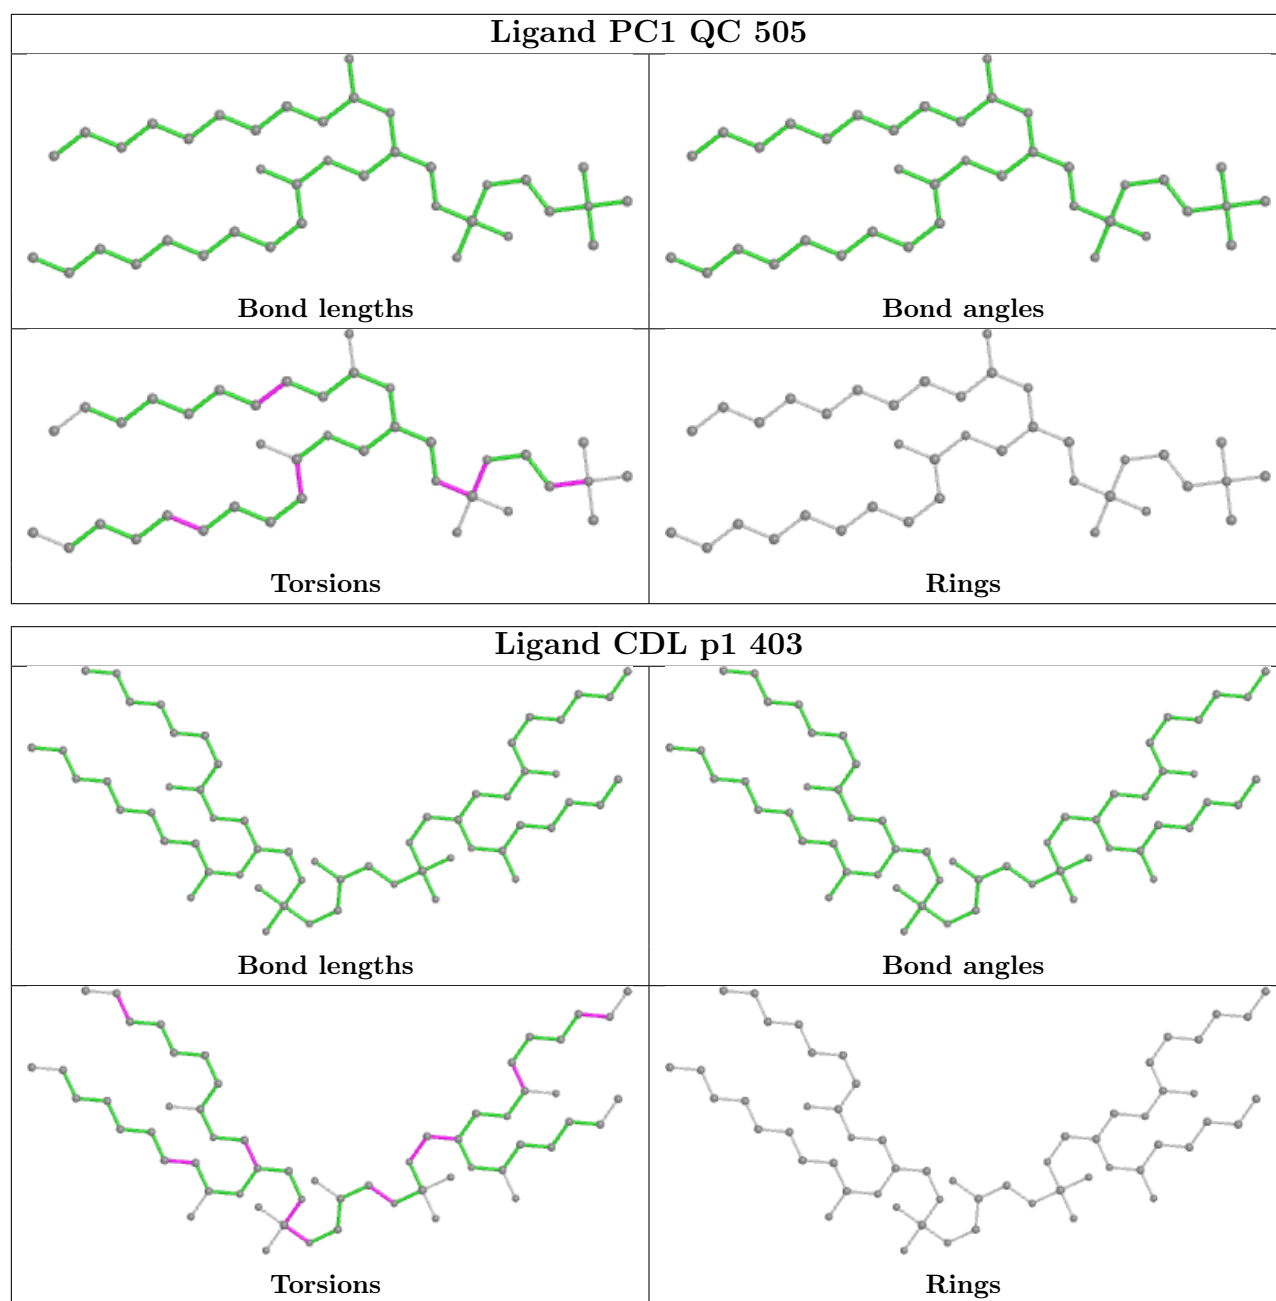 Ligand PC1 QC 505
Bond lengths
Bond angles
Torsions
Rings
Ligand CDL p1 403
Bond lengths
Bond angles
Torsions
Rings